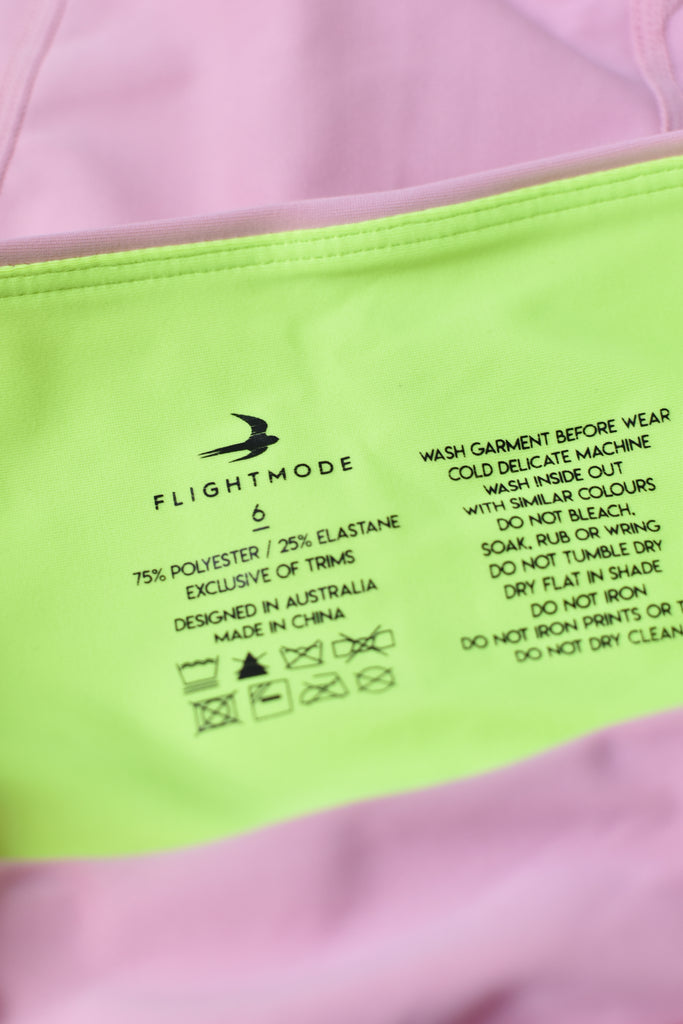 FLIGHTMODE
6
75% POLYESTER / 25% ELASTANE
EXCLUSIVE OF TRIMS
DESIGNED IN AUSTRALIA
MADE IN CHINA
WASH GARMENT BEFORE WEAR
COLD DELICATE MACHINE
WASH INSIDE OUT
WITH SIMILAR COLOURS
DO NOT BLEACH,
SOAK, RUB OR WRING
DO NOT TUMBLE DRY
DRY FLAT IN SHADE
DO NOT IRON
DO NOT IRON PRINTS OR
DO NOT DRY CLEAN